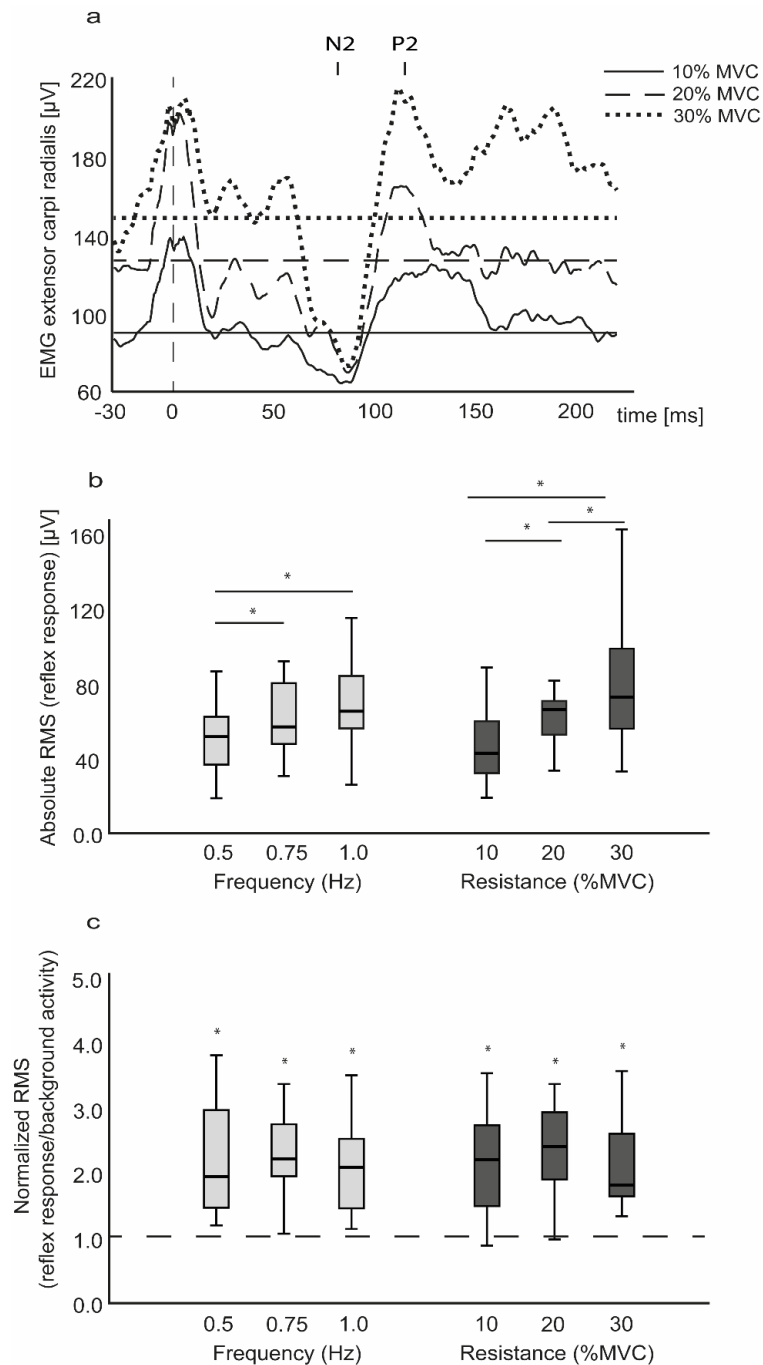 a
N2 P2
10% MVC
20% MVC
30% MVC
EMG extensor carpi radialis [µV]
220
180
140
100
60
-30 0 50 100 150 200 time [ms]
b
Absolute RMS (reflex response) [µV]
160
120
80
40
0.0
* * * * *
0.5 0.75 1.0 10 20 30
Frequency (Hz) Resistance (%MVC)
c
Normalized RMS
(reflex response/background activity)
5.0
4.0
3.0
2.0
1.0
0.0
* * * * * *
0.5 0.75 1.0 10 20 30
Frequency (Hz) Resistance (%MVC)